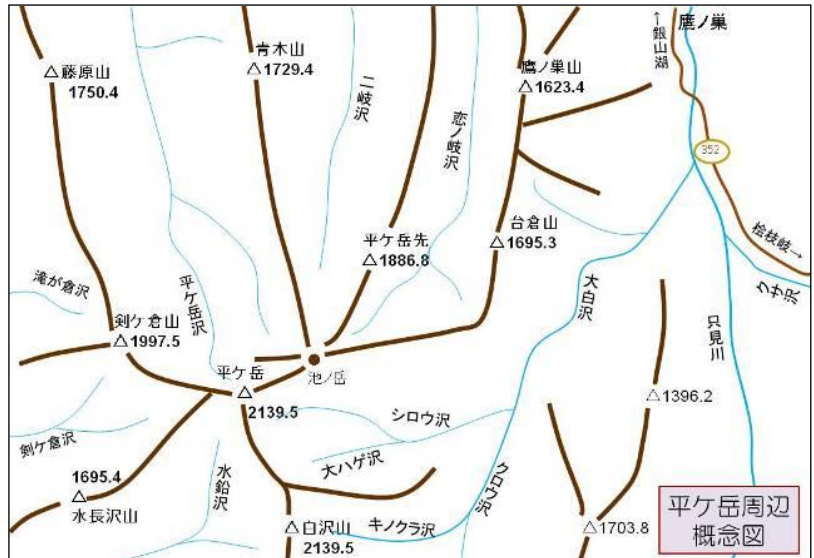 鷹ノ巣
←銀山湖
青木山
△1729.4
藤原山
△
1750.4
鷹ノ巣山
△1623.4
二岐沢
恋ノ岐沢
352
台倉山
△1695.3
平ケ岳先
△1886.8
桧枝岐→
滝が倉沢
平ケ岳沢
大白沢
クサ沢
剣ケ倉山
△1997.5
只見川
平ケ岳
△
2139.5
池ノ岳
△1396.2
シロウ沢
剣ケ倉沢
大ハゲ沢
水鉛沢
クロウ沢
1695.4
△
水長沢山
△白沢山
2139.5
キノクラ沢
△1703.8
平ケ岳周辺
概念図